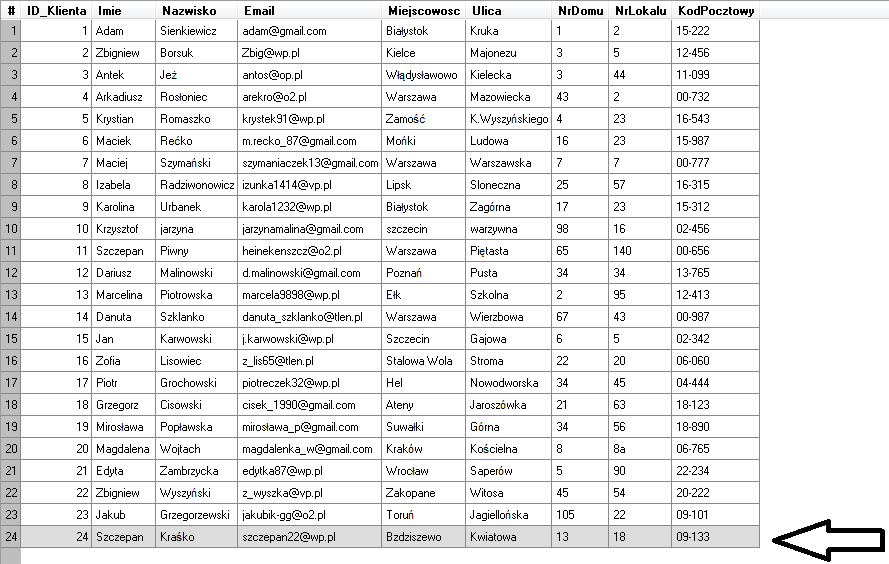 # ID_Klienta Imie Nazwisko Email Miejscowosc Ulica NrDomu NrLokalu KodPocztowy
1 1 Adam Sienkiewicz adam@gmail.com Białystok Kruka 1 2 15-222
2 2 Zbigniew Borsuk Zbig@wp.pl Kielce Majonezu 3 5 12-456
3 3 Antek Jeż antos@op.pl Włądysławowo Kielecka 3 44 11-099
4 4 Arkadiusz Rosłoniec arekro@o2.pl Warszawa Mazowiecka 43 2 00-732
5 5 Krystian Romaszko krystek91@wp.pl Zamość K.Wyszyńskiego 4 23 16-543
6 6 Maciek Rećko m.recko_87@gmail.com Mońki Ludowa 16 23 15-987
7 7 Maciej Szymański szymaniaczek13@gmail.com Warszawa Warszawska 7 7 00-777
8 8 Izabela Radziwonowicz izunka1414@vp.pl Lipsk Słoneczna 25 57 16-315
9 9 Karolina Urbanek karola1232@wp.pl Białystok Zagórna 17 23 15-312
10 10 Krzysztof jarzyna jarzynamalina@gmail.com szczecin warzywna 98 16 02-456
11 11 Szczepan Piwny heinekenszcz@o2.pl Warszawa Piętasta 65 140 00-656
12 12 Dariusz Malinowski d.malinowski@gmail.com Poznań Pusta 34 34 13-765
13 13 Marcelina Piotrowska marcela9898@wp.pl Ełk Szkolna 2 95 12-413
14 14 Danuta Szklanko danuta_szklanko@tlen.pl Warszawa Wierzbowa 67 43 00-987
15 15 Jan Karwowski j.karwowski@wp.pl Szczecin Gajowa 6 5 02-342
16 16 Zofia Lisowiec z_lis65@tlen.pl Stalowa Wola Stroma 22 20 06-060
17 17 Piotr Grochowski piotreczek32@wp.pl Hel Nowodworska 34 45 04-444
18 18 Grzegorz Cisowski cisek_1990@gmail.com Ateny Jaroszówka 21 63 18-123
19 19 Mirosława Popławska mirosława_p@gmail.com Suwałki Górna 34 56 18-890
20 20 Magdalena Wojtach magdalenka_w@gmail.com Kraków Kościelna 8 8a 06-765
21 21 Edyta Zambrzycka edytka87@wp.pl Wrocław Saperów 5 90 22-234
22 22 Zbigniew Wyszyński z_wyszka@vp.pl Zakopane Witosa 45 54 20-222
23 23 Jakub Grzegorzewski jakubik-gg@o2.pl Toruń Jagiellońska 105 22 09-101
24 24 Szczepan Kraśko szczepan22@wp.pl Bzdziszewo Kwiatowa 13 18 09-133